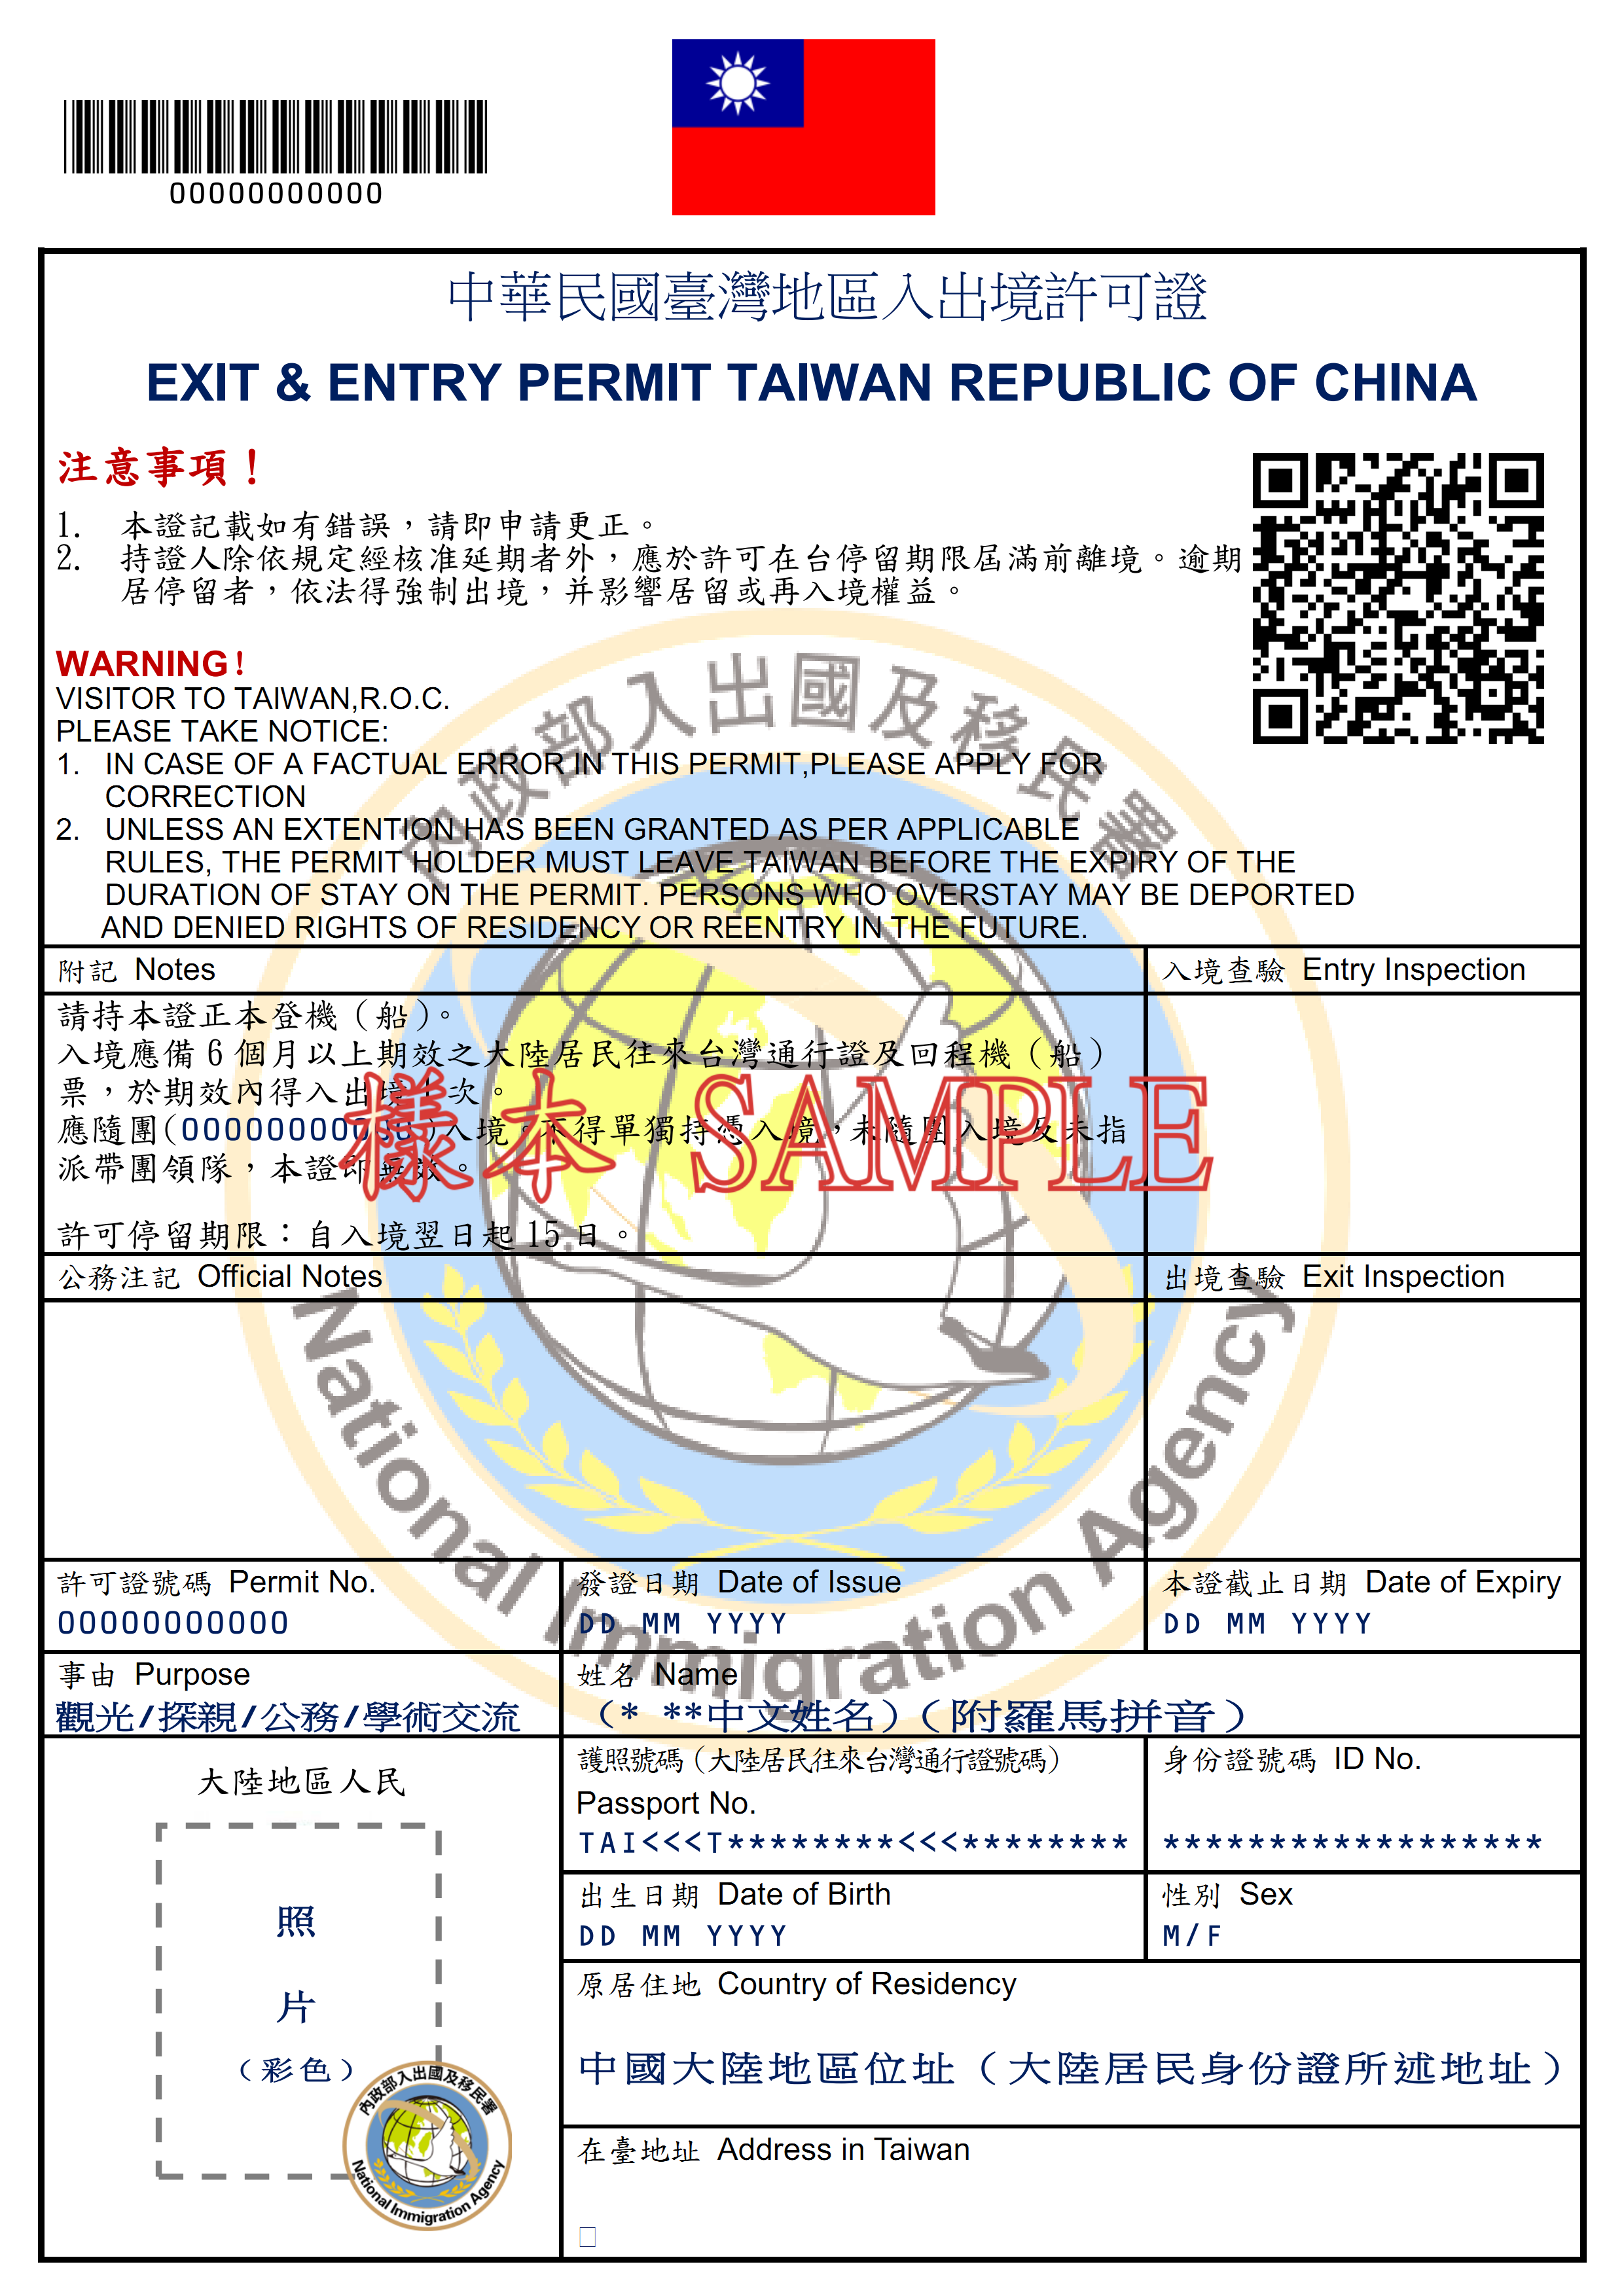 00000000000
中華民國臺灣地區入出境許可證
EXIT & ENTRY PERMIT TAIWAN REPUBLIC OF CHINA
注意事項！
1. 本證記載如有錯誤，請即申請更正。
2. 持證人除依規定經核准延期者外，應於許可在台停留期限屆滿前離境。逾期
居停留者，依法得強制出境，并影響居留或再入境權益。
WARNING!
VISITOR TO TAIWAN,R.O.C.
PLEASE TAKE NOTICE:
1. IN CASE OF A FACTUAL ERROR IN THIS PERMIT,PLEASE APPLY FOR
CORRECTION
2. UNLESS AN EXTENTION HAS BEEN GRANTED AS PER APPLICABLE
RULES, THE PERMIT HOLDER MUST LEAVE TAIWAN BEFORE THE EXPIRY OF THE
DURATION OF STAY ON THE PERMIT. PERSONS WHO OVERSTAY MAY BE DEPORTED
AND DENIED RIGHTS OF RESIDENCY OR REENTRY IN THE FUTURE.
內政部入出國及移民署
National Immigration Agency
附記 Notes
入境查驗 Entry Inspection
請持本證正本登機（船）。
入境應備 6 個月以上期效之大陸居民往來台灣通行證及回程機（船）
票，於期效內得入出境1次。
應隨團(00000000000)入境。不得單獨持憑入境，未隨團入境及未指
派帶團領隊，本證即無效。
樣本 SAMPLE
許可停留期限：自入境翌日起 15 日。
公務注記 Official Notes
出境查驗 Exit Inspection
許可證號碼 Permit No.
00000000000
發證日期 Date of Issue
DD MM YYYY
本證截止日期 Date of Expiry
DD MM YYYY
事由 Purpose
觀光/探親/公務/學術交流
姓名 Name
（* **中文姓名）（附羅馬拼音）
大陸地區人民
照
片
（彩色）
內政部入出國及移民署
National Immigration Agency
護照號碼（大陸居民往來台灣通行證號碼）
Passport No.
TAI<<<T********<<<********
身份證號碼 ID No.
******************
出生日期 Date of Birth
DD MM YYYY
性別 Sex
M/F
原居住地 Country of Residency
中國大陸地區位址（大陸居民身份證所述地址）
在臺地址 Address in Taiwan